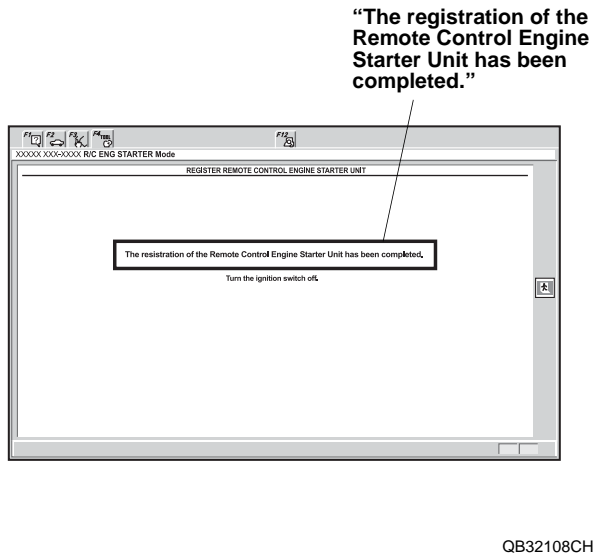 “The registration of the
Remote Control Engine
Starter Unit has been
completed.”
F1 F2 F3 F4 TOOL F12
XXXXX XXX-XXXX R/C ENG STARTER Mode
REGISTER REMOTE CONTROL ENGINE STARTER UNIT
The resistration of the Remote Control Engine Starter Unit has been completed.
Turn the ignition switch off.
QB32108CH